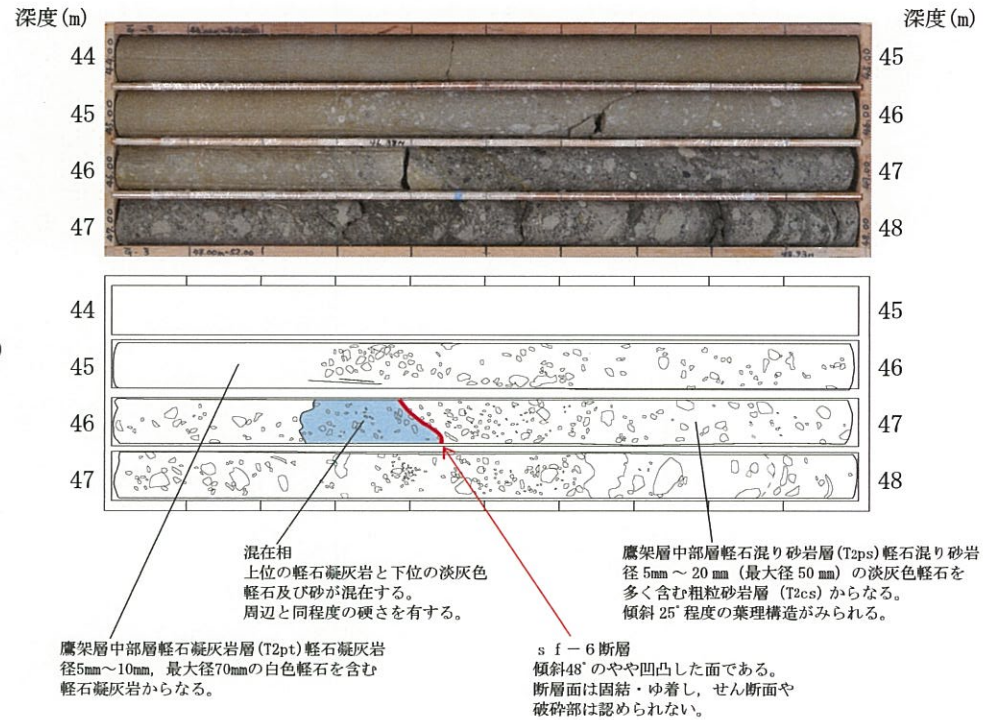 深度(m)
深度(m)
44
45
45
46
46
47
47
48
44
45
45
46
46
47
47
48
混在相
上位の軽石凝灰岩と下位の淡灰色
軽石及び砂が混在する。
周辺と同程度の硬さを有する。
鷹架層中部層軽石混り砂岩層(T2ps)軽石混り砂岩
径5mm～20mm（最大径50mm）の淡灰色軽石を
多く含む粗粒砂岩層（T2cs）からなる。
傾斜25°程度の葉理構造がみられる。
鷹架層中部層軽石凝灰岩層(T2pt)軽石凝灰岩
径5mm～10mm，最大径70mmの白色軽石を含む
軽石凝灰岩からなる。
ｓｆ－６断層
傾斜48°のやや凹凸した面である。
断層面は固結・ゆ着し，せん断面や
破砕部は認められない。